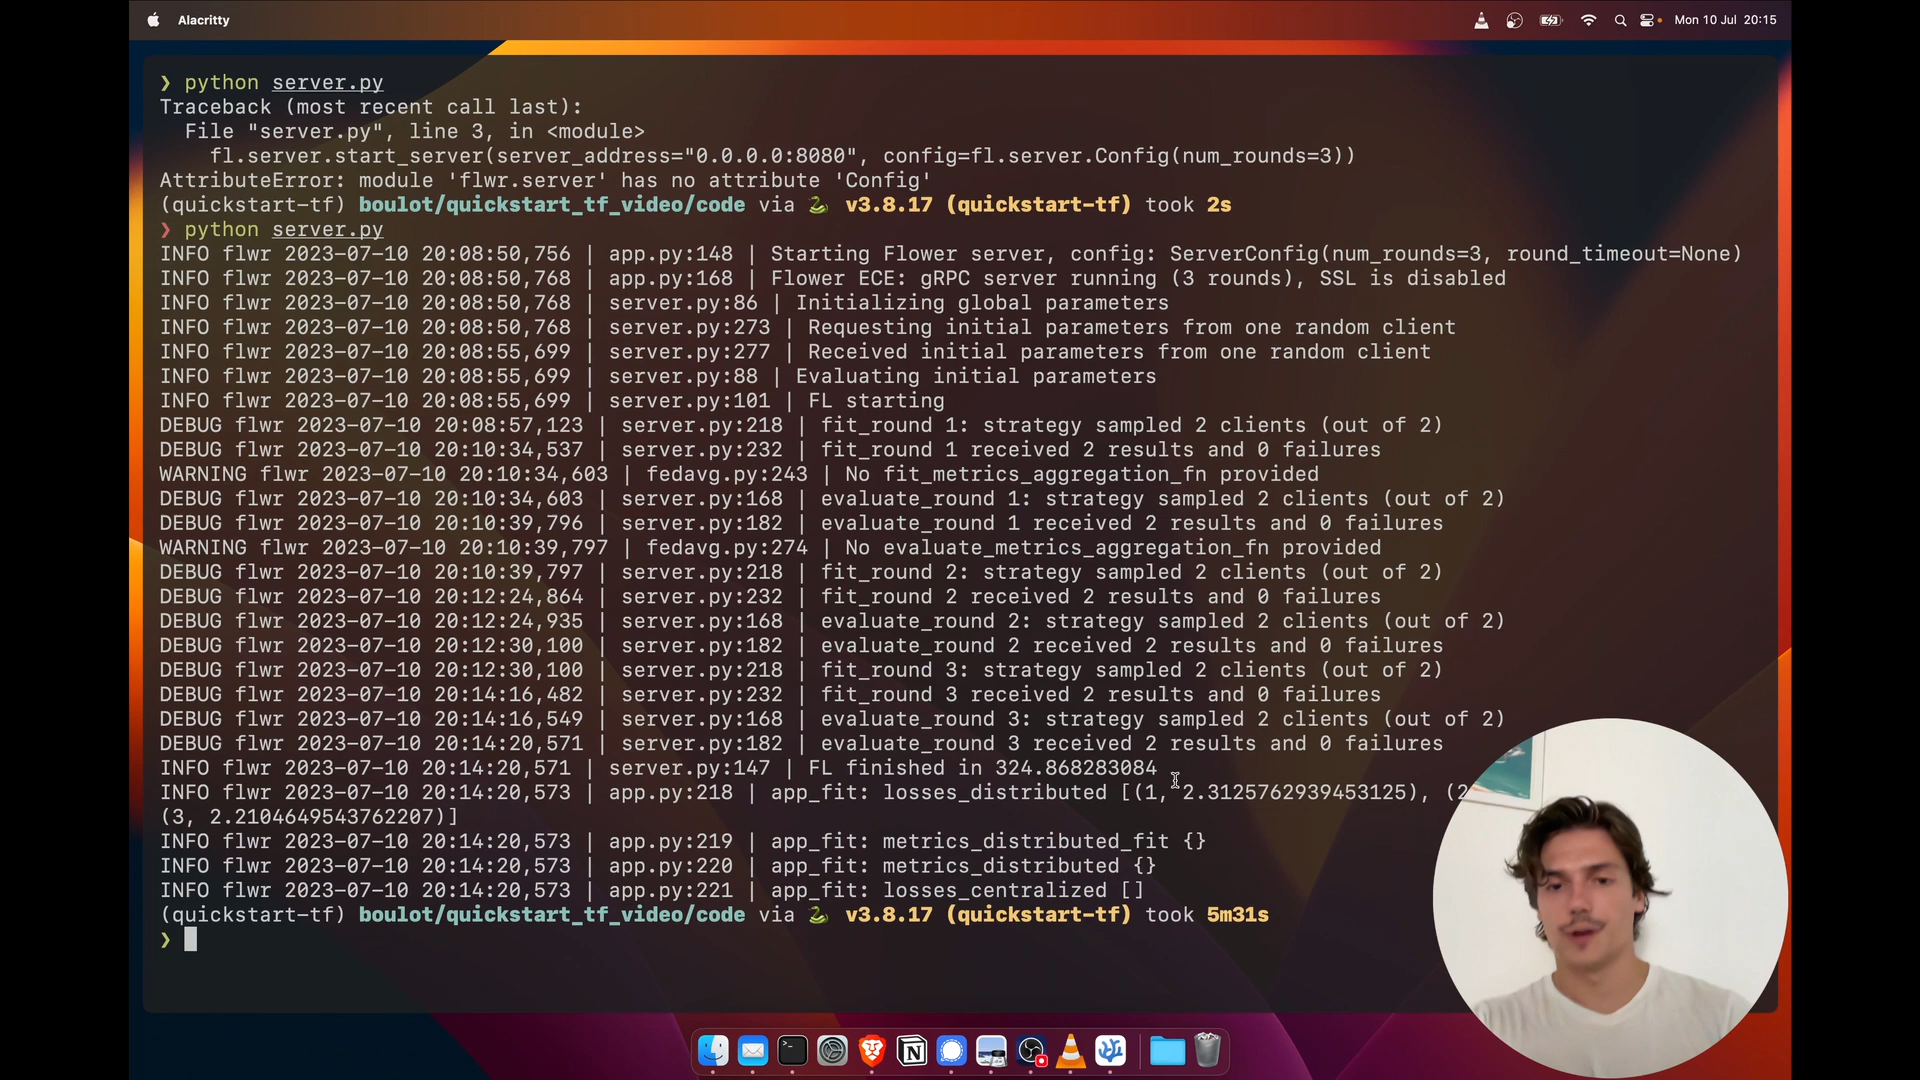 Alacritty
Mon 10 Jul 20:15
❯ python server.py
Traceback (most recent call last):
File "server.py", line 3, in <module>
fl.server.start_server(server_address="0.0.0.0:8080", config=fl.server.Config(num_rounds=3))
AttributeError: module 'flwr.server' has no attribute 'Config'
(quickstart-tf) boulot/quickstart_tf_video/code via 🐍 v3.8.17 (quickstart-tf) took 2s
❯ python server.py
INFO flwr 2023-07-10 20:08:50,756 | app.py:148 | Starting Flower server, config: ServerConfig(num_rounds=3, round_timeout=None)
INFO flwr 2023-07-10 20:08:50,768 | app.py:168 | Flower ECE: gRPC server running (3 rounds), SSL is disabled
INFO flwr 2023-07-10 20:08:50,768 | server.py:86 | Initializing global parameters
INFO flwr 2023-07-10 20:08:50,768 | server.py:273 | Requesting initial parameters from one random client
INFO flwr 2023-07-10 20:08:55,699 | server.py:277 | Received initial parameters from one random client
INFO flwr 2023-07-10 20:08:55,699 | server.py:88 | Evaluating initial parameters
INFO flwr 2023-07-10 20:08:55,699 | server.py:101 | FL starting
DEBUG flwr 2023-07-10 20:08:57,123 | server.py:218 | fit_round 1: strategy sampled 2 clients (out of 2)
DEBUG flwr 2023-07-10 20:10:34,537 | server.py:232 | fit_round 1 received 2 results and 0 failures
WARNING flwr 2023-07-10 20:10:34,603 | fedavg.py:243 | No fit_metrics_aggregation_fn provided
DEBUG flwr 2023-07-10 20:10:34,603 | server.py:168 | evaluate_round 1: strategy sampled 2 clients (out of 2)
DEBUG flwr 2023-07-10 20:10:39,796 | server.py:182 | evaluate_round 1 received 2 results and 0 failures
WARNING flwr 2023-07-10 20:10:39,797 | fedavg.py:274 | No evaluate_metrics_aggregation_fn provided
DEBUG flwr 2023-07-10 20:10:39,797 | server.py:218 | fit_round 2: strategy sampled 2 clients (out of 2)
DEBUG flwr 2023-07-10 20:12:24,864 | server.py:232 | fit_round 2 received 2 results and 0 failures
DEBUG flwr 2023-07-10 20:12:24,935 | server.py:168 | evaluate_round 2: strategy sampled 2 clients (out of 2)
DEBUG flwr 2023-07-10 20:12:30,100 | server.py:182 | evaluate_round 2 received 2 results and 0 failures
DEBUG flwr 2023-07-10 20:12:30,100 | server.py:218 | fit_round 3: strategy sampled 2 clients (out of 2)
DEBUG flwr 2023-07-10 20:14:16,482 | server.py:232 | fit_round 3 received 2 results and 0 failures
DEBUG flwr 2023-07-10 20:14:16,549 | server.py:168 | evaluate_round 3: strategy sampled 2 clients (out of 2)
DEBUG flwr 2023-07-10 20:14:20,571 | server.py:182 | evaluate_round 3 received 2 results and 0 failures
INFO flwr 2023-07-10 20:14:20,571 | server.py:147 | FL finished in 324.868283084
INFO flwr 2023-07-10 20:14:20,573 | app.py:218 | app_fit: losses_distributed [(1, 2.3125762939453125), (2
(3, 2.2104649543762207)]
INFO flwr 2023-07-10 20:14:20,573 | app.py:219 | app_fit: metrics_distributed_fit {}
INFO flwr 2023-07-10 20:14:20,573 | app.py:220 | app_fit: metrics_distributed {}
INFO flwr 2023-07-10 20:14:20,573 | app.py:221 | app_fit: losses_centralized []
(quickstart-tf) boulot/quickstart_tf_video/code via 🐍 v3.8.17 (quickstart-tf) took 5m31s
❯